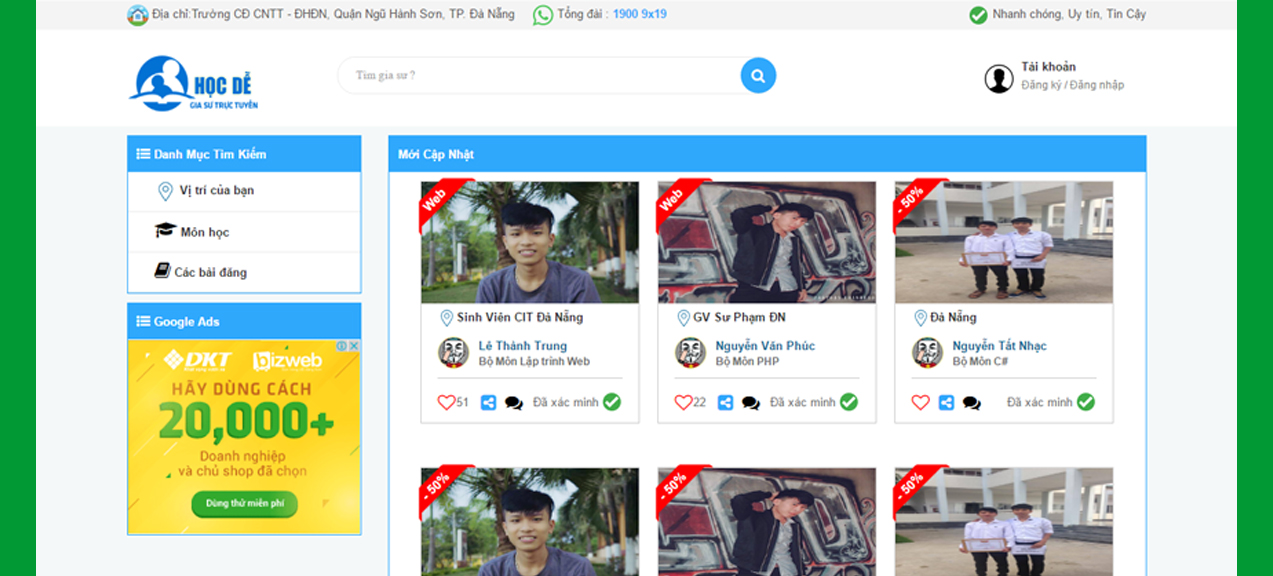 Địa chỉ:Trường CĐ CNTT - ĐHĐN, Quận Ngũ Hành Sơn, TP. Đà Nẵng
Tổng đài : 1900 9x19
Nhanh chóng, Uy tín, Tin Cậy
HỌC DỄ
GIA SƯ TRỰC TUYẾN
Tìm gia sư ?
Tài khoản
Đăng ký / Đăng nhập
Danh Mục Tìm Kiếm
Vị trí của bạn
Môn học
Các bài đăng
Google Ads
DKT
bizweb
HÃY DÙNG CÁCH
20,000+
Doanh nghiệp
và chủ shop đã chọn
Dùng thử miễn phí
Mới Cập Nhật
Web
Sinh Viên CIT Đà Nẵng
Lê Thành Trung
Bộ Môn Lập trình Web
51
Đã xác minh
Web
GV Sư Phạm ĐN
Nguyễn Văn Phúc
Bộ Môn PHP
22
Đã xác minh
- 50%
Đà Nẵng
Nguyễn Tất Nhạc
Bộ Môn C#
Đã xác minh
- 50%
- 50%
- 50%